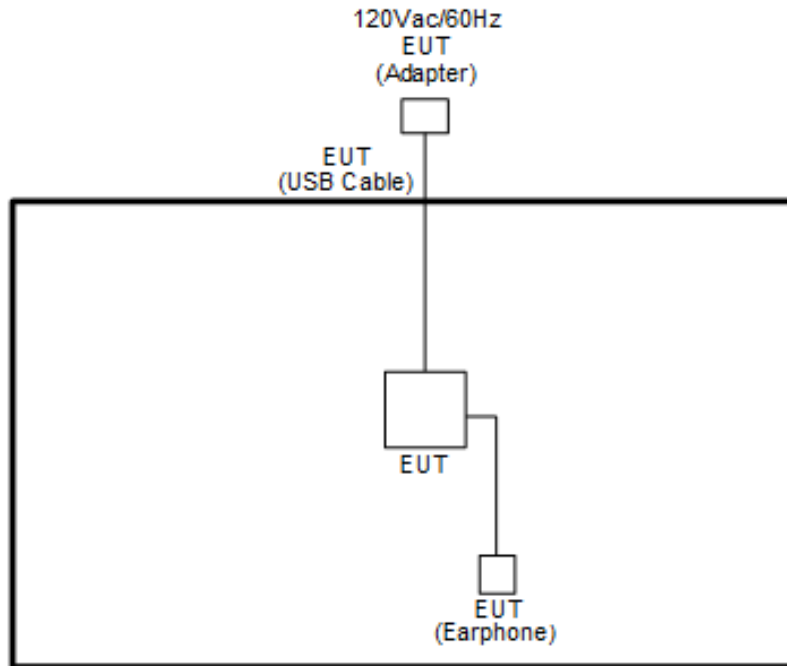 120Vac/60Hz
EUT
(Adapter)
EUT
(USB Cable)
EUT
EUT
(Earphone)